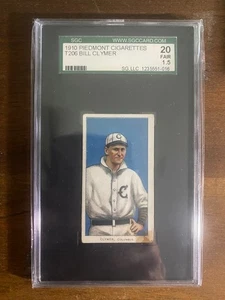 SGC
WWW.SGCCARD.COM
1910 PIEDMONT CIGARETTES
T206 BILL CLYMER
20
FAIR
1.5
C
C
CLYMER, COLUMBUS